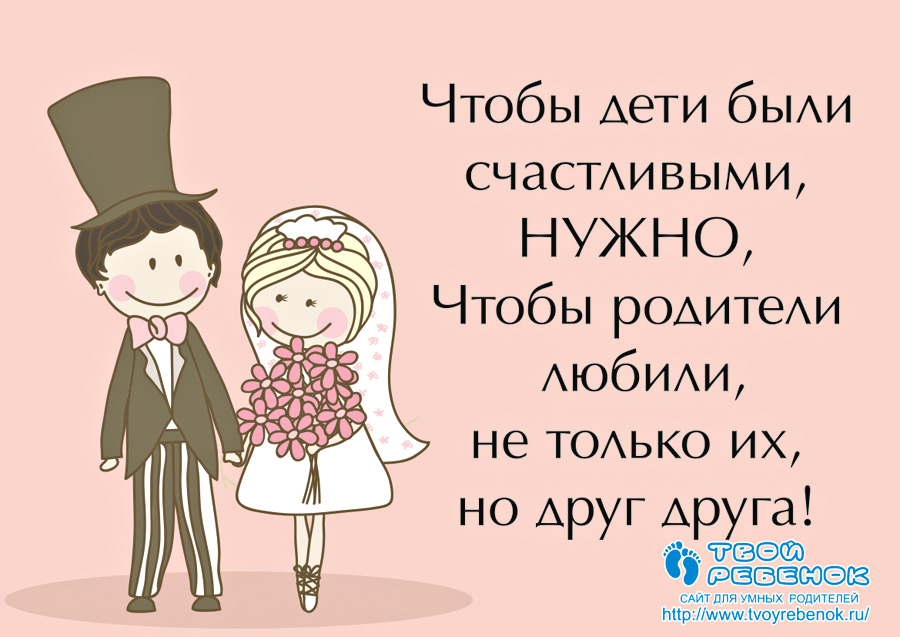 Чтобы дети были
счастливыми,
НУЖНО,
Чтобы родители
любили,
не только их,
но друг друга!
ТВОЙ
РЕБЕНОК
САЙТ ДЛЯ УМНЫХ РОДИТЕЛЕЙ
http://www.tvoyrebenok.ru/